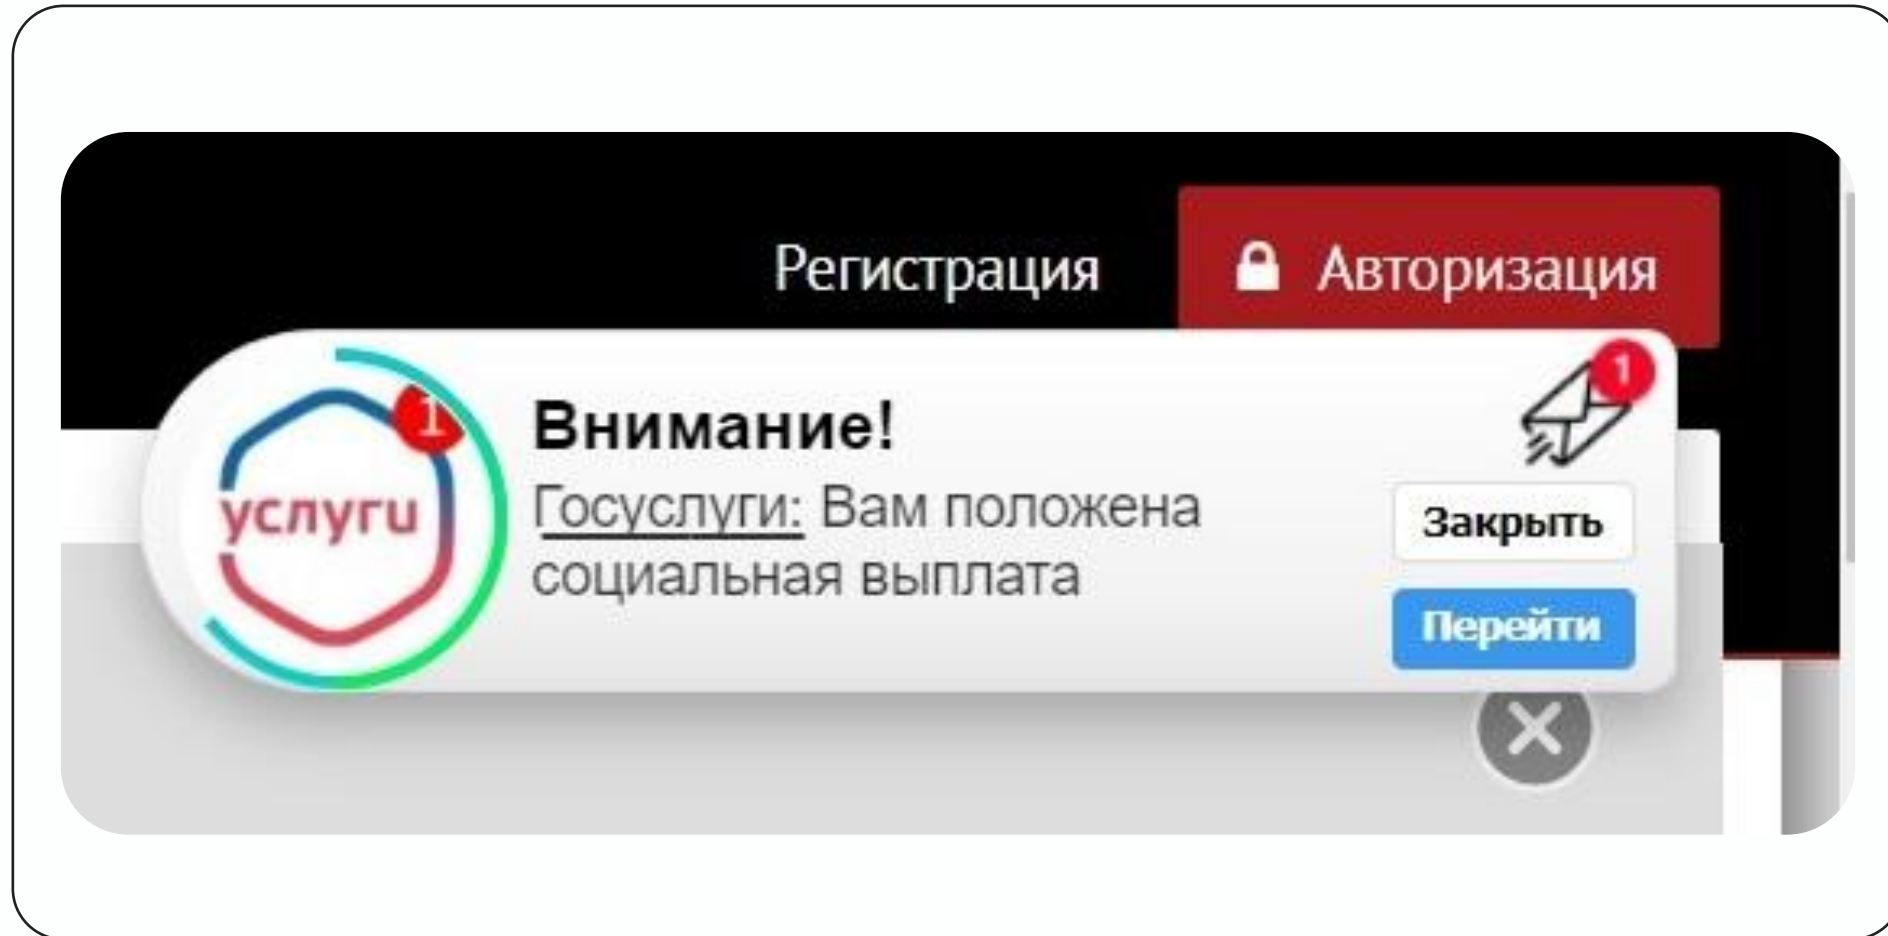 Регистрация
Авторизация
1
1
Внимание!
услуги
Госуслуги: Вам положена
социальная выплата
Закрыть
Перейти